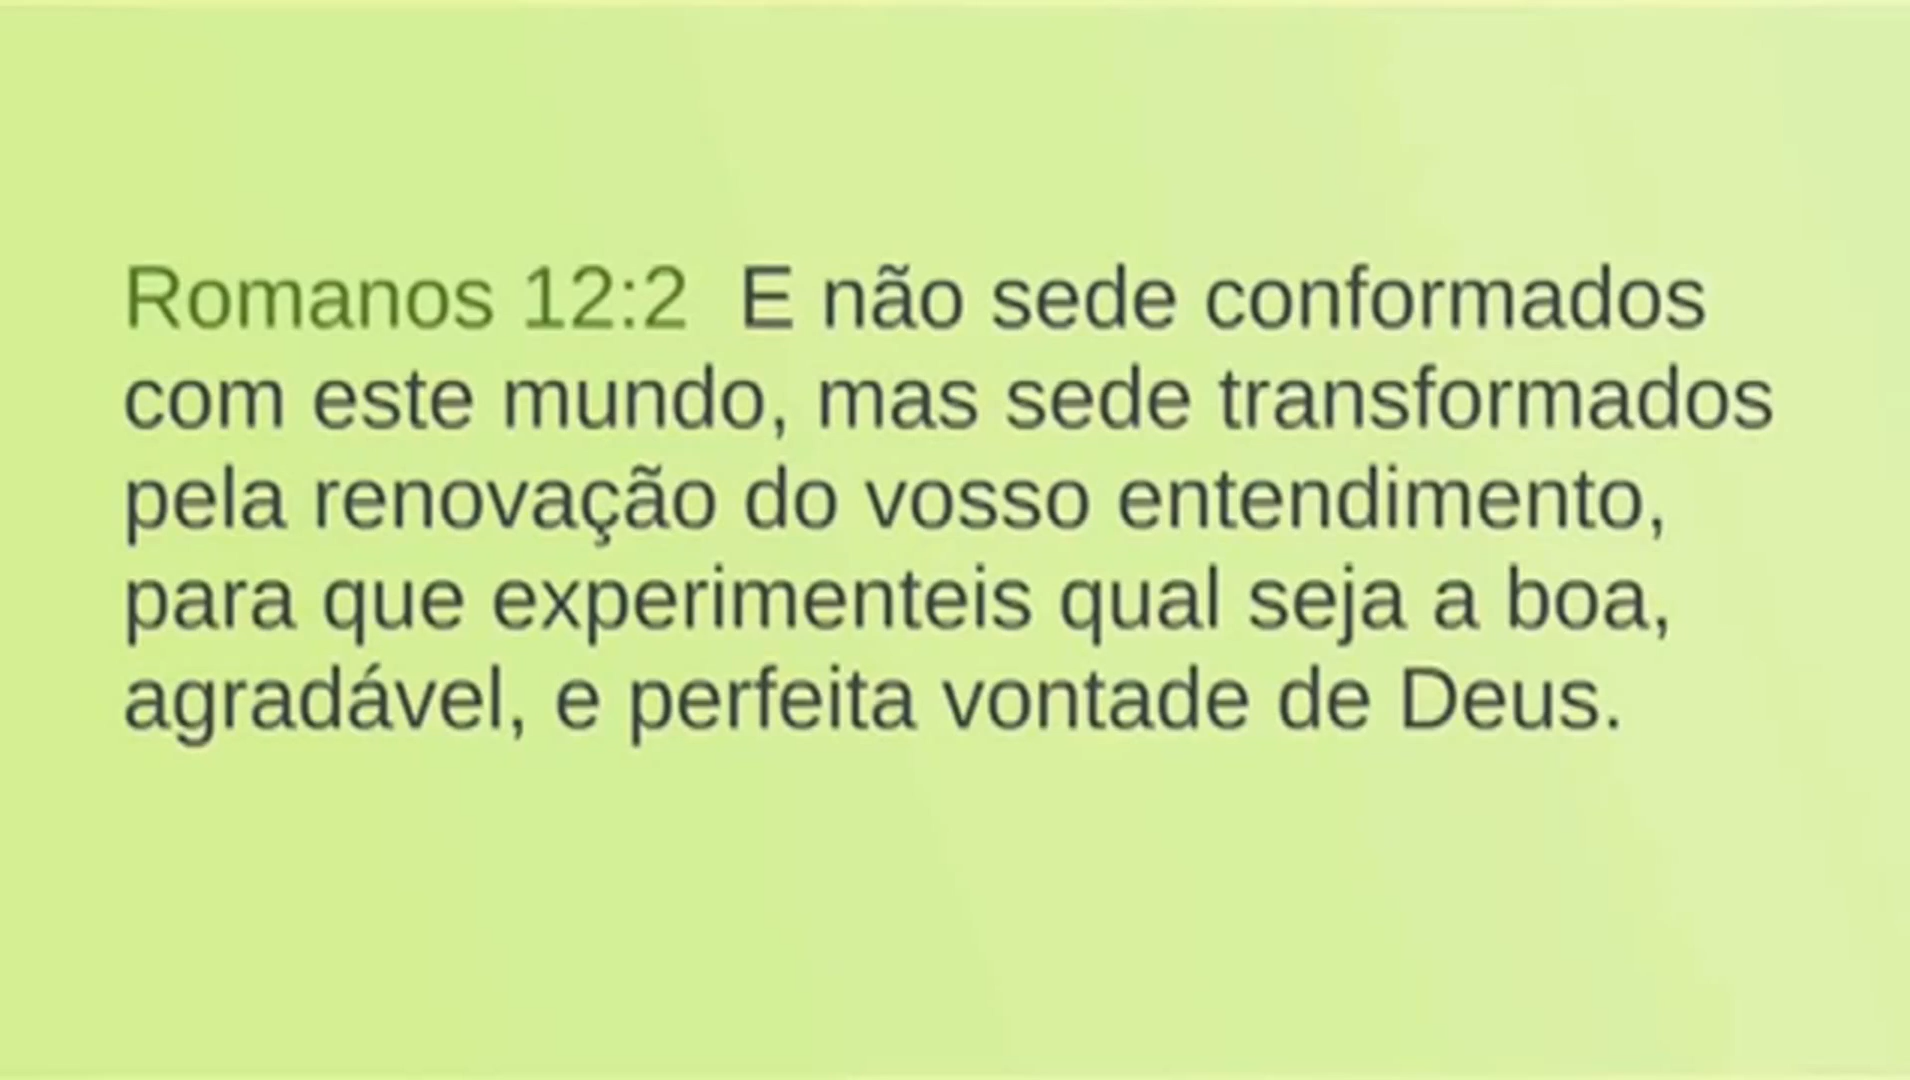 Romanos 12:2 E não sede conformados
com este mundo, mas sede transformados
pela renovação do vosso entendimento,
para que experimenteis qual seja a boa,
agradável, e perfeita vontade de Deus.